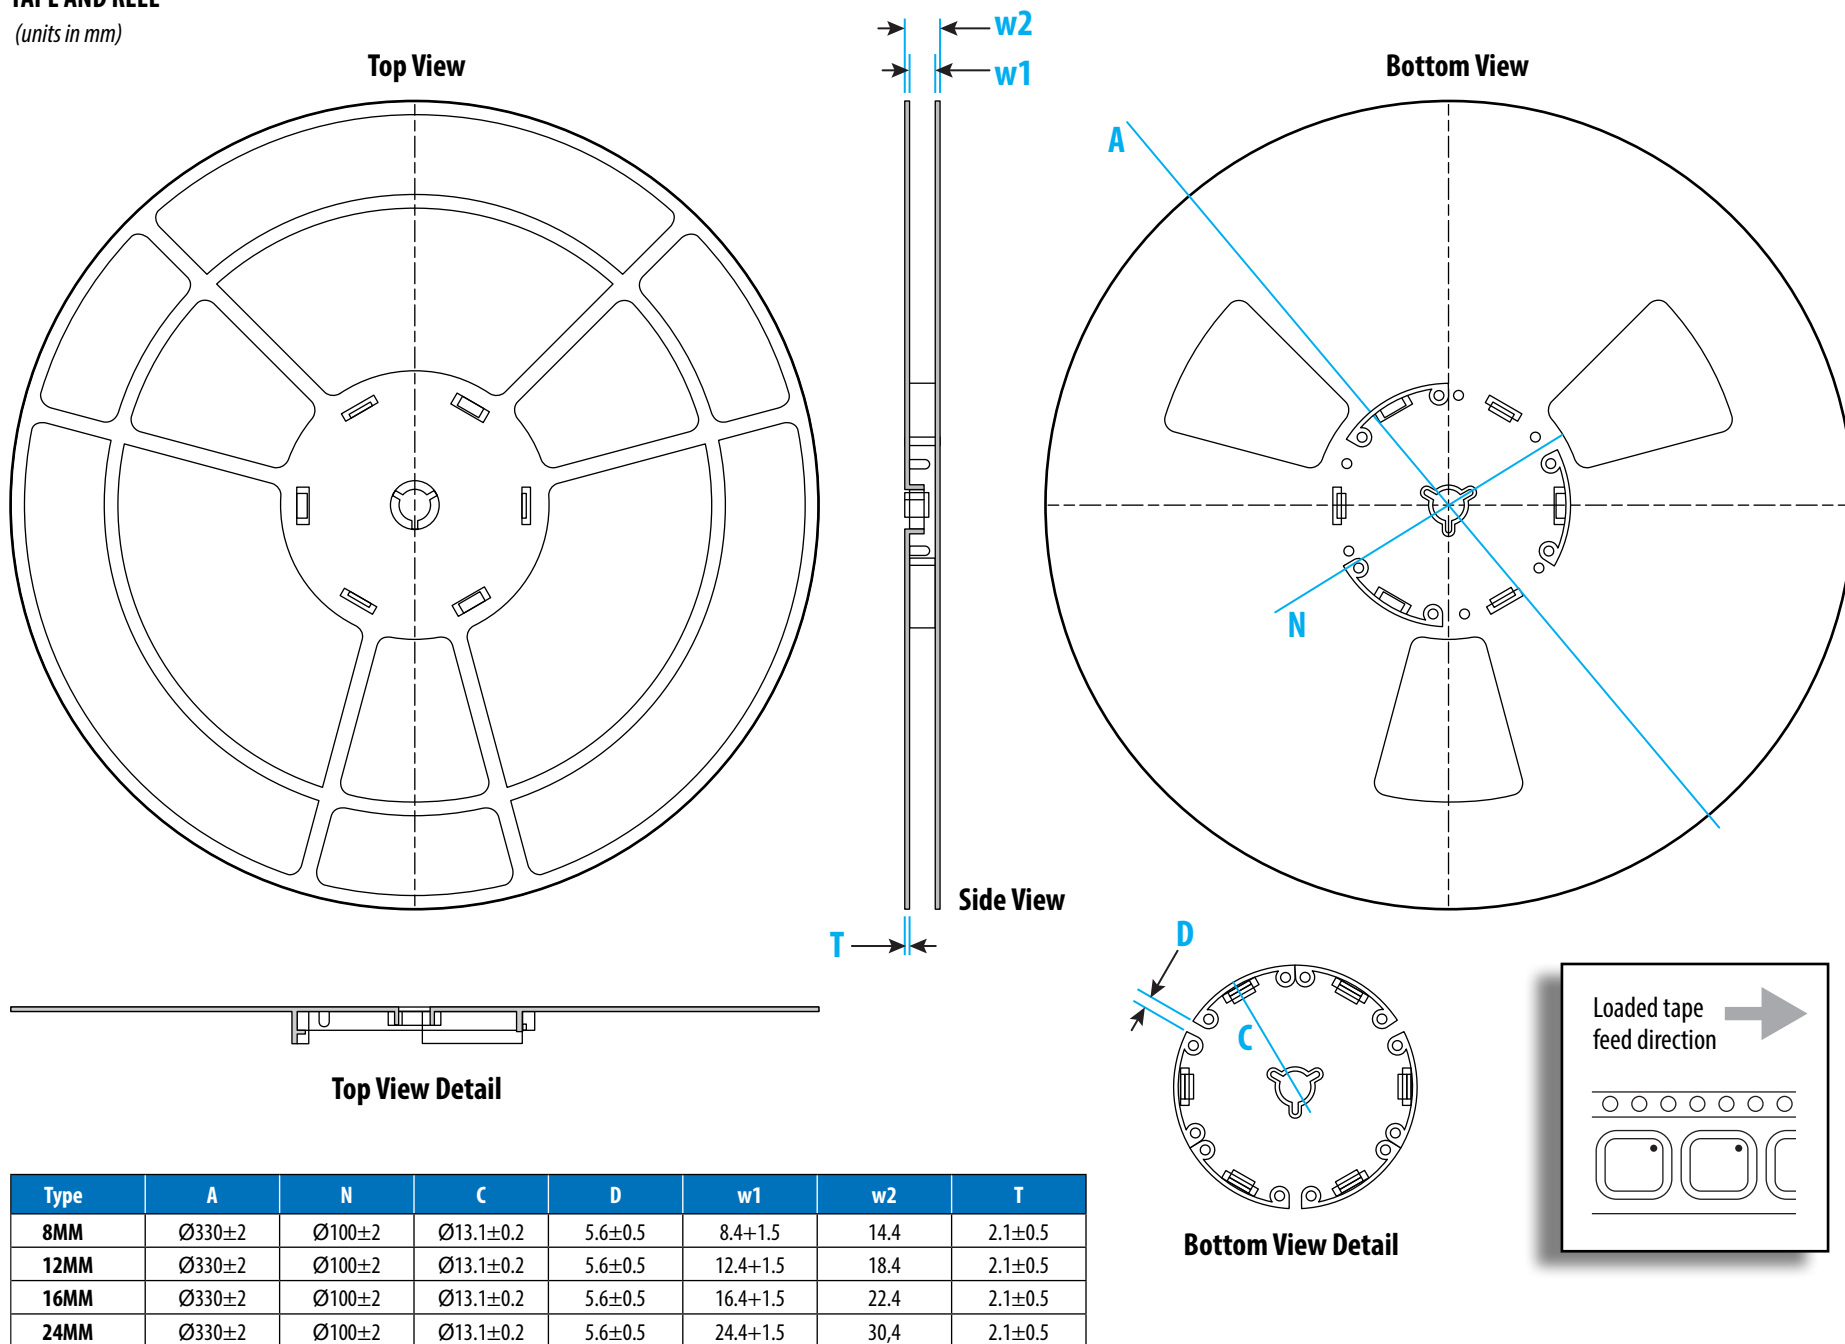 TAPE AND REEL
(units in mm)
Top View
w2
w1
Bottom View
A
N
Side View
T
D
C
Top View Detail
Bottom View Detail
Loaded tape
feed direction
Type A N C D w1 w2 T
8MM Ø330±2 Ø100±2 Ø13.1±0.2 5.6±0.5 8.4+1.5 14.4 2.1±0.5
12MM Ø330±2 Ø100±2 Ø13.1±0.2 5.6±0.5 12.4+1.5 18.4 2.1±0.5
16MM Ø330±2 Ø100±2 Ø13.1±0.2 5.6±0.5 16.4+1.5 22.4 2.1±0.5
24MM Ø330±2 Ø100±2 Ø13.1±0.2 5.6±0.5 24.4+1.5 30,4 2.1±0.5